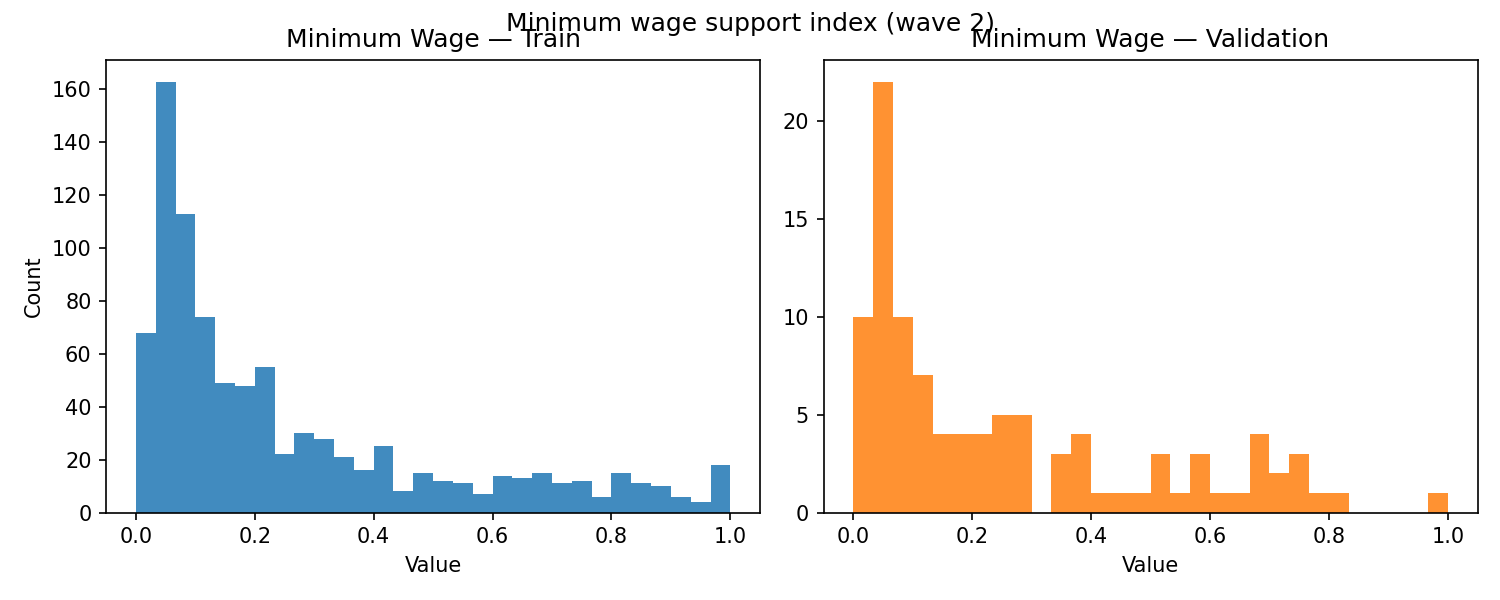 Minimum wage support index (wave 2)
Minimum Wage — Train
Minimum Wage — Validation
160
140
120
100
80
60
40
20
0
Count
0.0 0.2 0.4 0.6 0.8 1.0
Value
20
15
10
5
0
0.0 0.2 0.4 0.6 0.8 1.0
Value